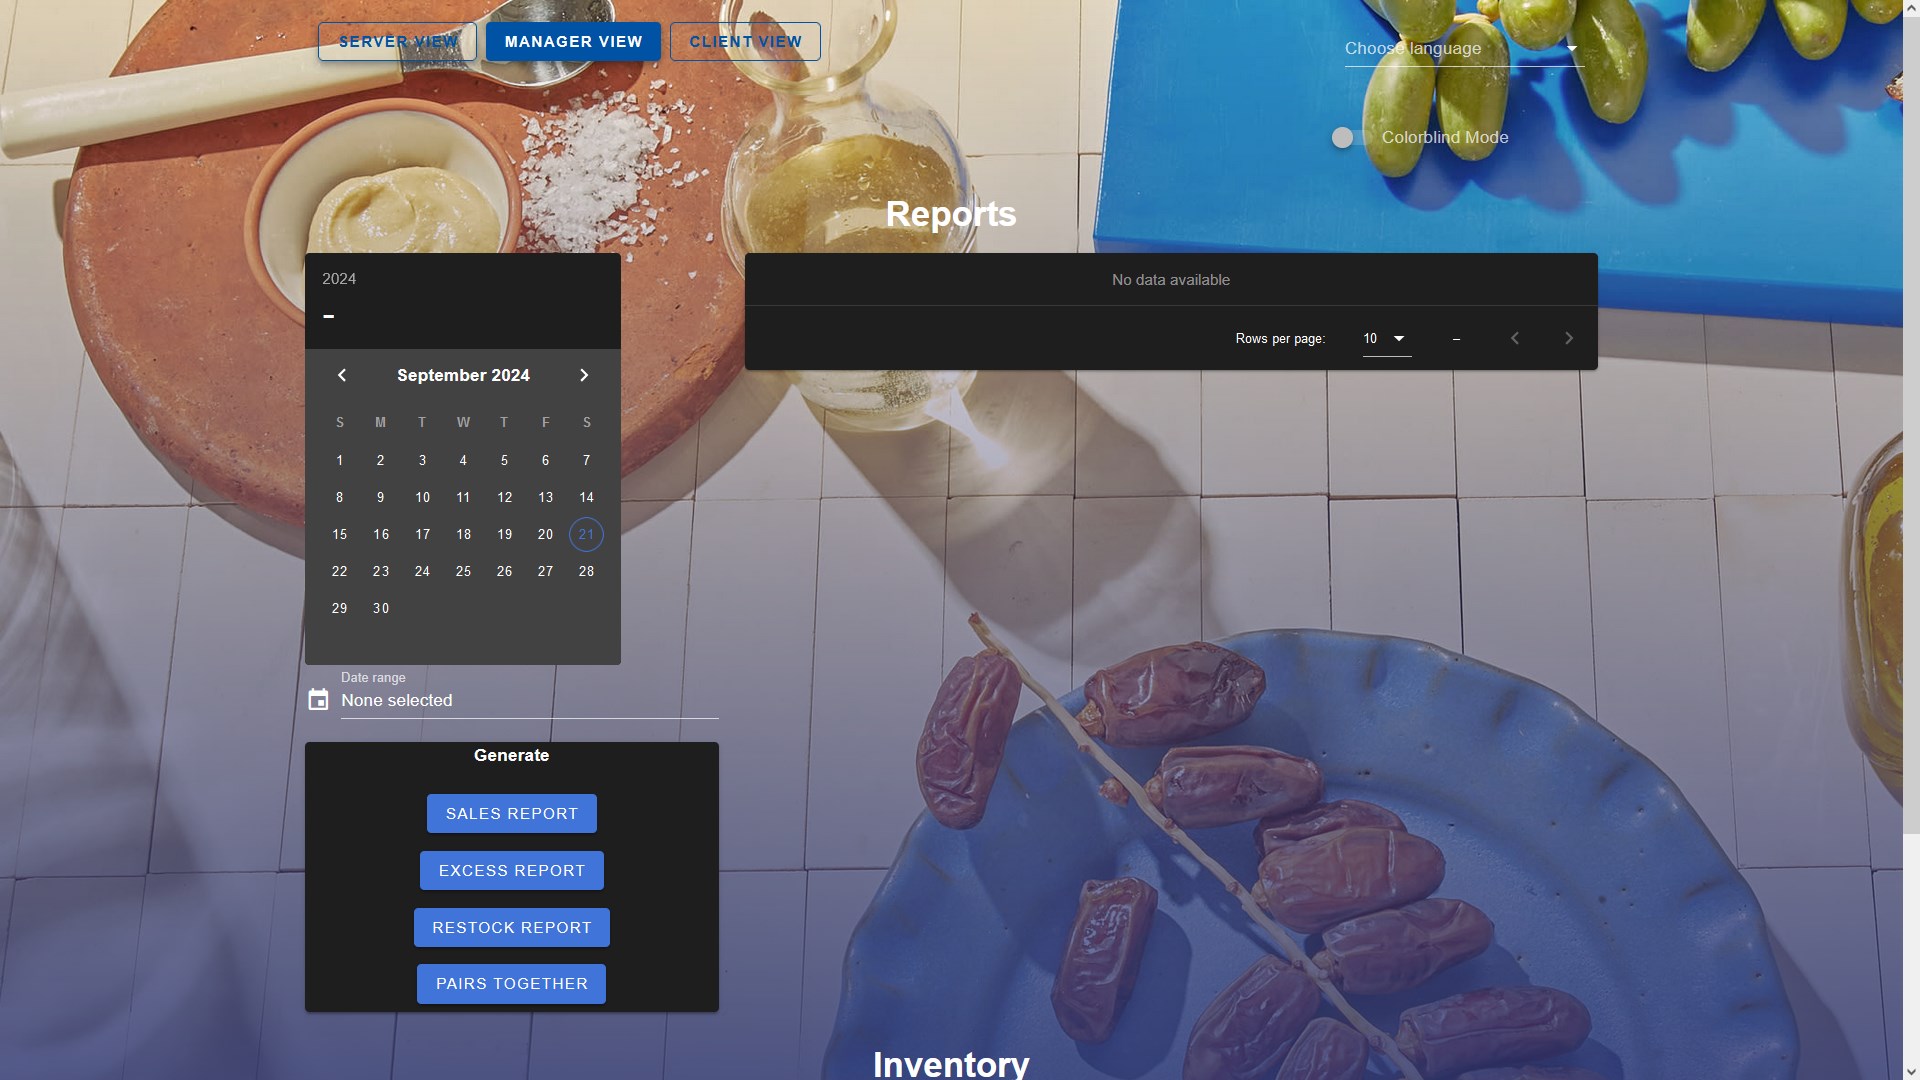 SERVER VIEW MANAGER VIEW CLIENT VIEW
Choose language
Colorblind Mode
Reports
2024
–
September 2024
S M T W T F S
1 2 3 4 5 6 7
8 9 10 11 12 13 14
15 16 17 18 19 20 21
22 23 24 25 26 27 28
29 30
Date range
None selected
No data available
Rows per page: 10 –
Generate
SALES REPORT
EXCESS REPORT
RESTOCK REPORT
PAIRS TOGETHER
Inventory